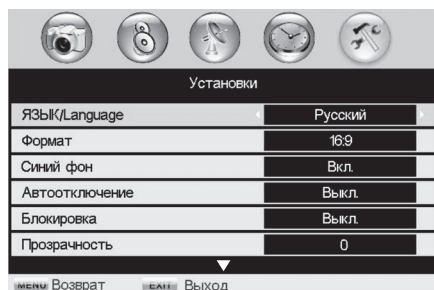 Установки
ЯЗЫК/Language Русский
Формат 16:9
Синий фон Вкл.
Автоотключение Выкл.
Блокировка Выкл.
Прозрачность 0
MENU Возврат EXIT Выход